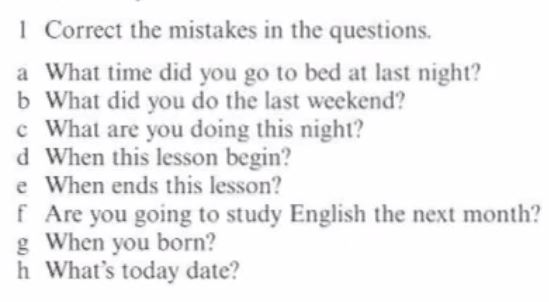 1 Correct the mistakes in the questions.
a What time did you go to bed at last night?
b What did you do the last weekend?
c What are you doing this night?
d When this lesson begin?
e When ends this lesson?
f Are you going to study English the next month?
g When you born?
h What's today date?